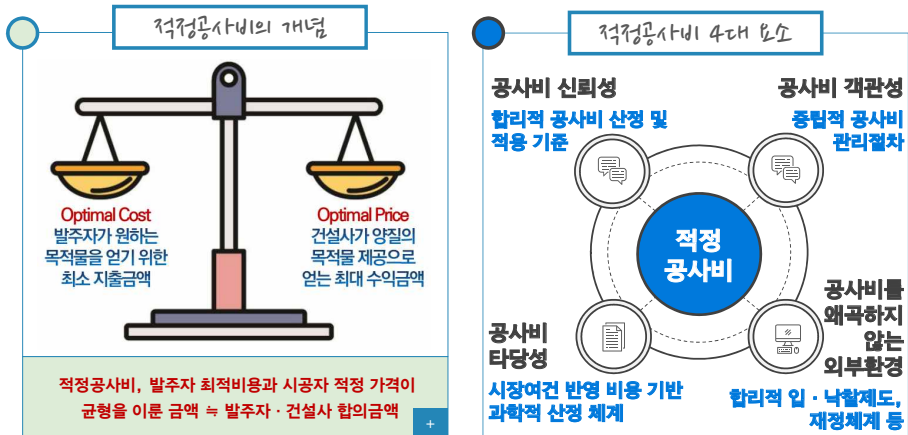 적정공사비의 개념
Optimal Cost
발주자가 원하는
목적물을 얻기 위한
최소 지출금액
Optimal Price
건설사가 양질의
목적물 제공으로
얻는 최대 수익금액
적정공사비, 발주자 최적비용과 시공자 적정 가격이
균형을 이룬 금액 ≒ 발주자 · 건설사 합의금액
+
적정공사비 4대 요소
공사비 신뢰성
합리적 공사비 산정 및
적용 기준
공사비 객관성
중립적 공사비
관리절차
적정
공사비
공사비
타당성
시장여건 반영 비용 기반
과학적 산정 체계
공사비를
왜곡하지
않는
외부환경
합리적 입 · 낙찰제도,
재정체계 등